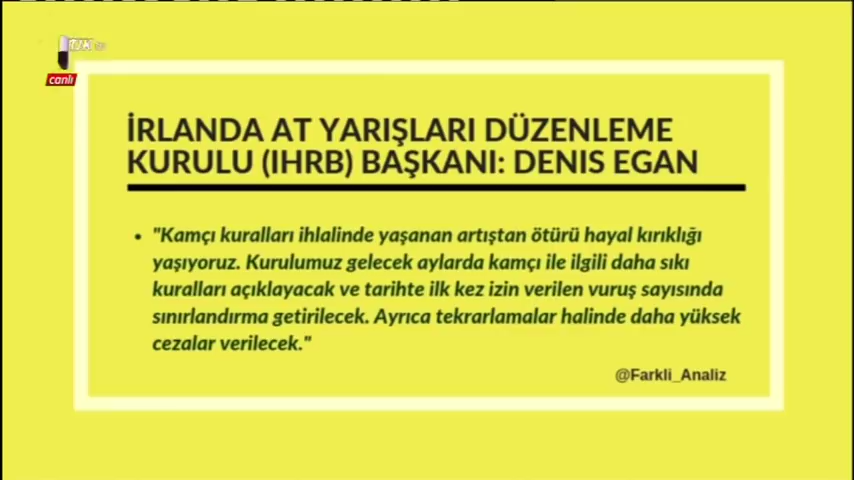 TJK tv
canlı
İRLANDA AT YARIŞLARI DÜZENLEME
KURULU (IHRB) BAŞKANI: DENIS EGAN
• "Kamçı kuralları ihlalinde yaşanan artıştan ötürü hayal kırıklığı
yaşıyoruz. Kurulumuz gelecek aylarda kamçı ile ilgili daha sıkı
kuralları açıklayacak ve tarihte ilk kez izin verilen vuruş sayısında
sınırlandırma getirilecek. Ayrıca tekrarlamalar halinde daha yüksek
cezalar verilecek."
@Farkli_Analiz